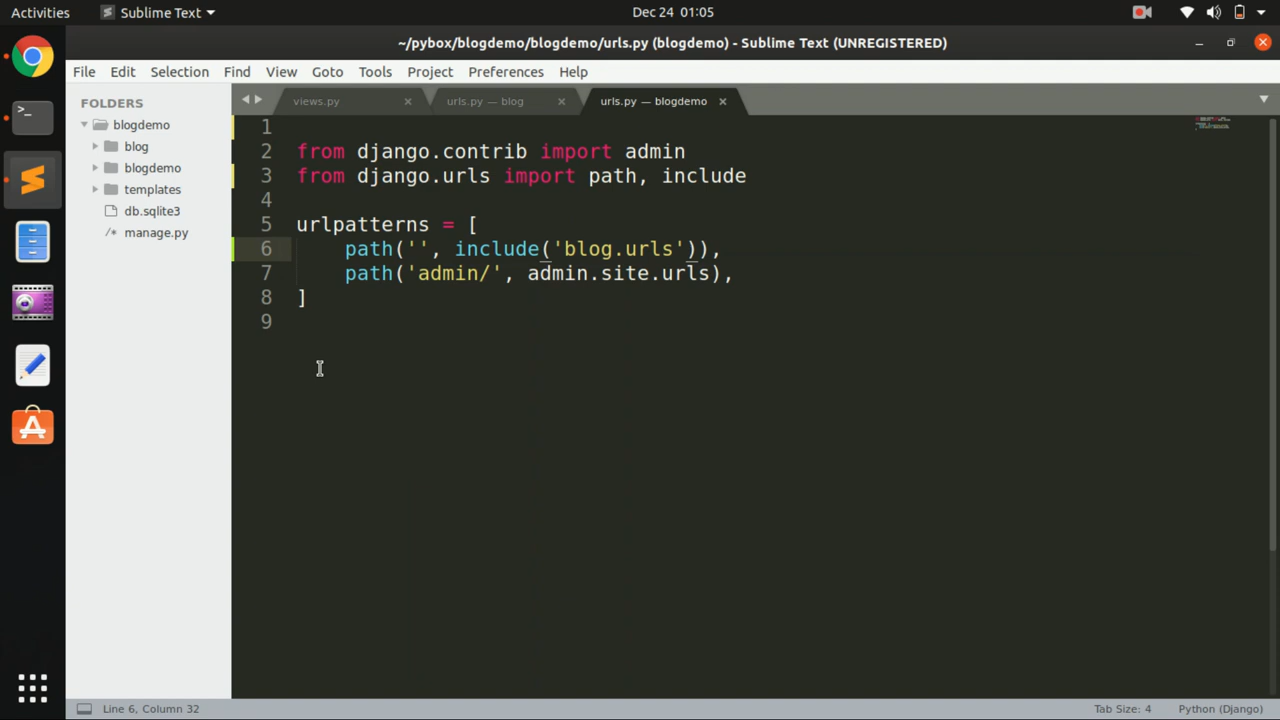 Activities Sublime Text Dec 24 01:05
~/pybox/blogdemo/blogdemo/urls.py (blogdemo) - Sublime Text (UNREGISTERED)
File Edit Selection Find View Goto Tools Project Preferences Help
FOLDERS
blogdemo
blog
blogdemo
templates
db.sqlite3
manage.py
views.py × urls.py — blog × urls.py — blogdemo ×
1
2 from django.contrib import admin
3 from django.urls import path, include
4
5 urlpatterns = [
6 path('', include('blog.urls')),
7 path('admin/', admin.site.urls),
8 ]
9
Line 6, Column 32 Tab Size: 4 Python (Django)